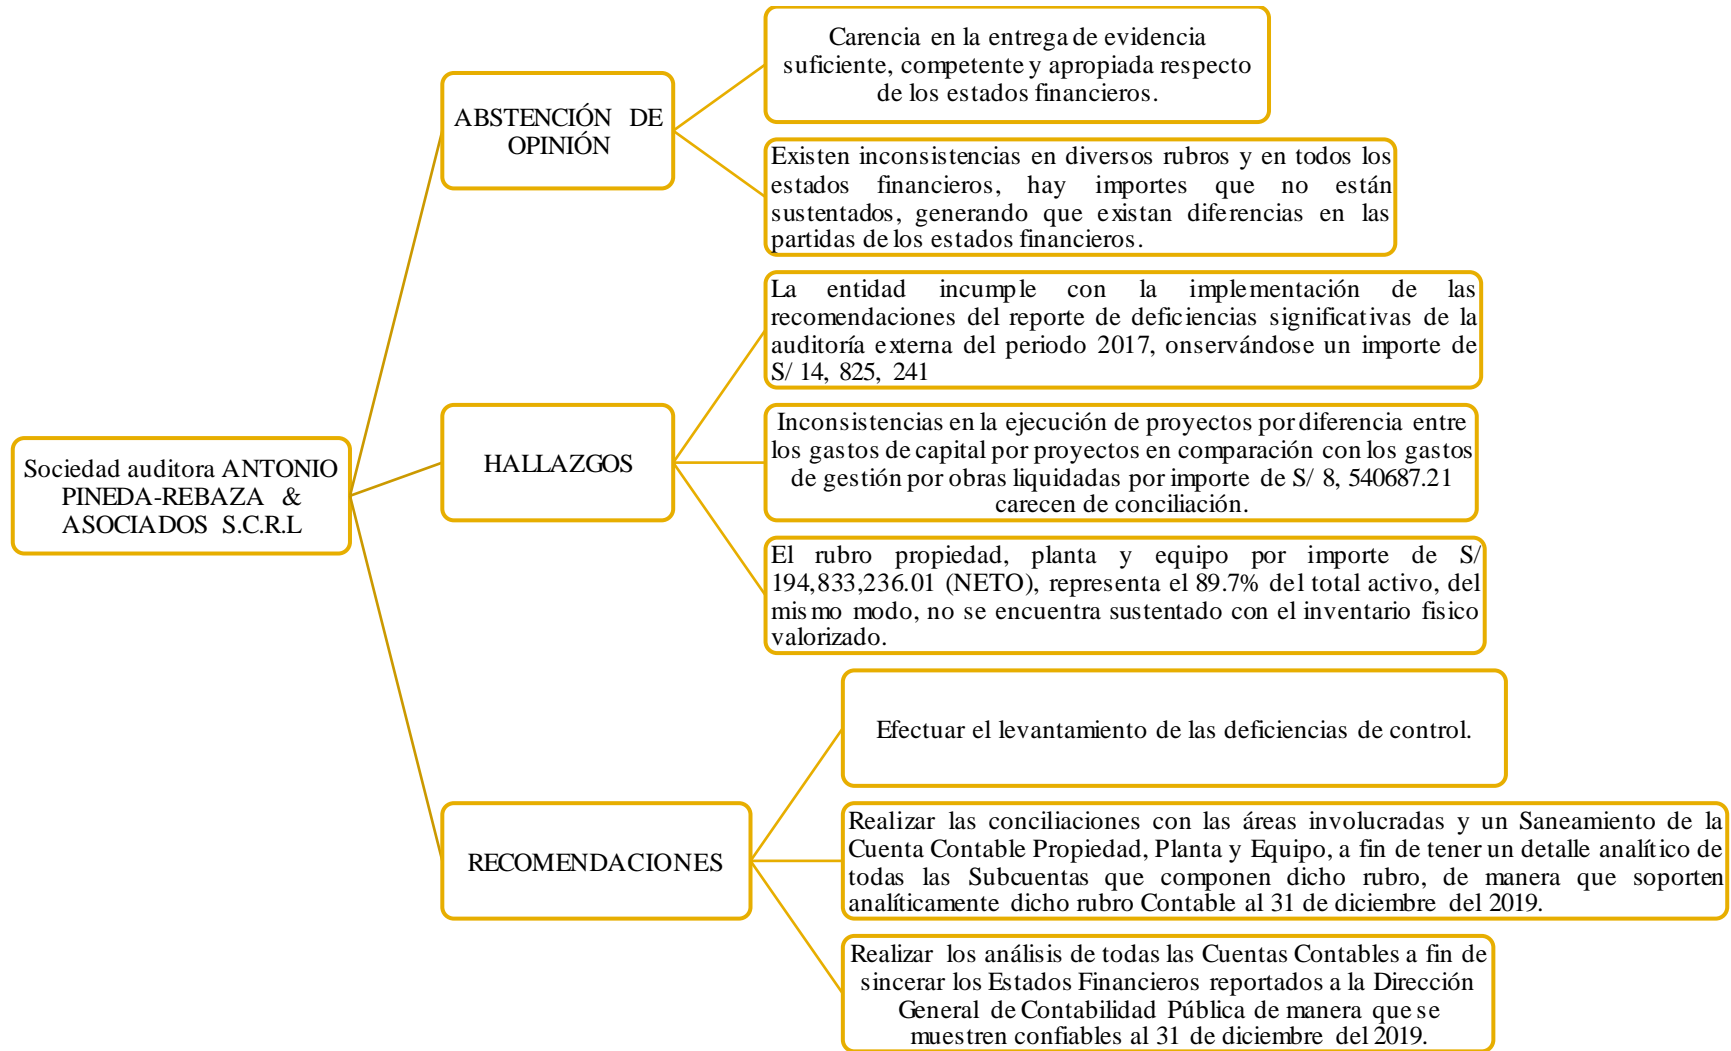 Sociedad auditora ANTONIO
PINEDA-REBAZA &
ASOCIADOS S.C.R.L
ABSTENCIÓN DE
OPINIÓN
Carencia en la entrega de evidencia
suficiente, competente y apropiada respecto
de los estados financieros.
Existen inconsistencias en diversos rubros y en todos los
estados financieros, hay importes que no están
sustentados, generando que existan diferencias en las
partidas de los estados financieros.
HALLAZGOS
La entidad incumple con la implementación de las
recomendaciones del reporte de deficiencias significativas de la
auditoría externa del periodo 2017, onservándose un importe de
S/ 14, 825, 241
Inconsistencias en la ejecución de proyectos por diferencia entre
los gastos de capital por proyectos en comparación con los gastos
de gestión por obras liquidadas por importe de S/ 8, 540687.21
carecen de conciliación.
El rubro propiedad, planta y equipo por importe de S/
194,833,236.01 (NETO), representa el 89.7% del total activo, del
mismo modo, no se encuentra sustentado con el inventario fisico
valorizado.
RECOMENDACIONES
Efectuar el levantamiento de las deficiencias de control.
Realizar las conciliaciones con las áreas involucradas y un Saneamiento de la
Cuenta Contable Propiedad, Planta y Equipo, a fin de tener un detalle analítico de
todas las Subcuentas que componen dicho rubro, de manera que soporten
analíticamente dicho rubro Contable al 31 de diciembre del 2019.
Realizar los análisis de todas las Cuentas Contables a fin de
sincerar los Estados Financieros reportados a la Dirección
General de Contabilidad Pública de manera que se
muestren confiables al 31 de diciembre del 2019.